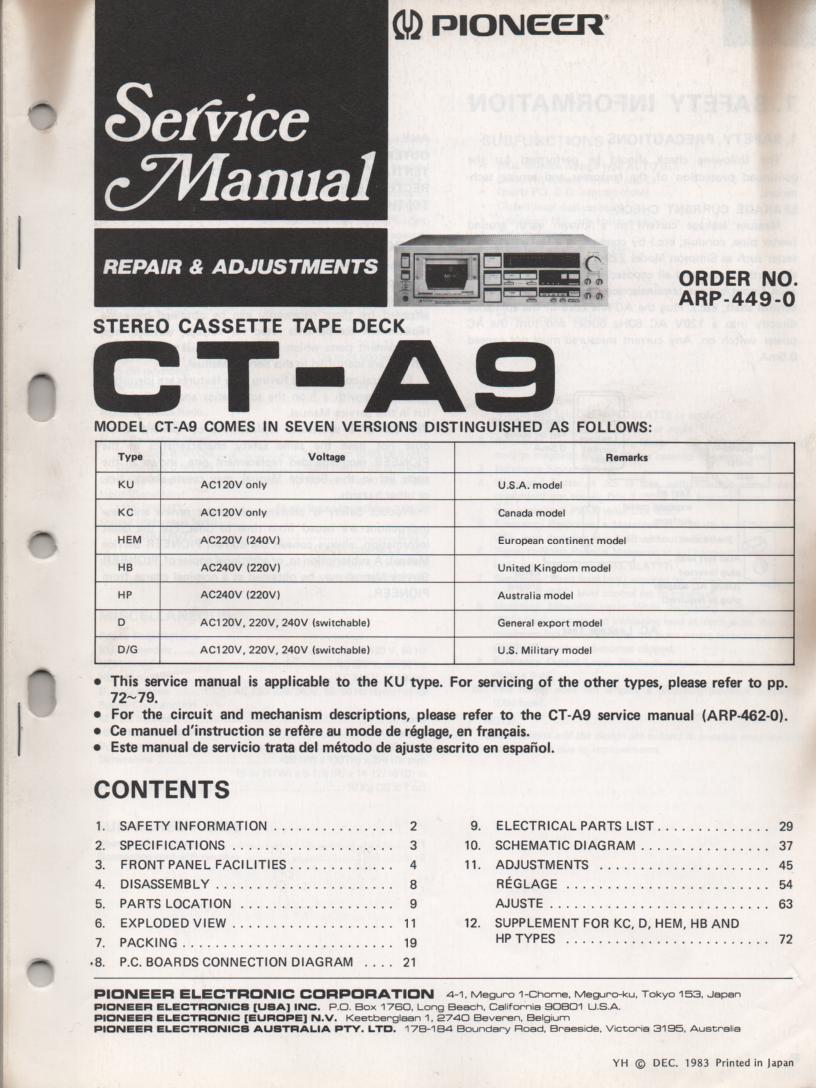 PIONEER®
Service
Manual
REPAIR & ADJUSTMENTS
ORDER NO.
ARP-449-0
STEREO CASSETTE TAPE DECK
CT-A9
MODEL CT-A9 COMES IN SEVEN VERSIONS DISTINGUISHED AS FOLLOWS:
Type Voltage Remarks
KU AC120V only U.S.A. model
KC AC120V only Canada model
HEM AC220V (240V) European continent model
HB AC240V (220V) United Kingdom model
HP AC240V (220V) Australia model
D AC120V, 220V, 240V (switchable) General export model
D/G AC120V, 220V, 240V (switchable) U.S. Military model
• This service manual is applicable to the KU type. For servicing of the other types, please refer to pp.
72~79.
• For the circuit and mechanism descriptions, please refer to the CT-A9 service manual (ARP-462-0).
• Ce manuel d'instruction se refère au mode de réglage, en français.
• Este manual de servicio trata del método de ajuste escrito en español.
CONTENTS
1. SAFETY INFORMATION ............... 2
2. SPECIFICATIONS .................... 3
3. FRONT PANEL FACILITIES ............. 4
4. DISASSEMBLY ...................... 8
5. PARTS LOCATION ................... 9
6. EXPLODED VIEW .................... 11
7. PACKING .......................... 19
8. P.C. BOARDS CONNECTION DIAGRAM .... 21
9. ELECTRICAL PARTS LIST .............. 29
10. SCHEMATIC DIAGRAM ................ 37
11. ADJUSTMENTS ..................... 45
RÉGLAGE ......................... 54
AJUSTE ........................... 63
12. SUPPLEMENT FOR KC, D, HEM, HB AND
HP TYPES ......................... 72
PIONEER ELECTRONIC CORPORATION 4-1, Meguro 1-Chome, Meguro-ku, Tokyo 153, Japan
PIONEER ELECTRONICS [USA] INC. P.O. Box 1760, Long Beach, California 90801 U.S.A.
PIONEER ELECTRONIC [EUROPE] N.V. Keetberglaan 1, 2740 Beveren, Belgium
PIONEER ELECTRONICS AUSTRALIA PTY. LTD. 178-184 Boundary Road, Braeside, Victoria 3195, Australia
YH © DEC. 1983 Printed in Japan